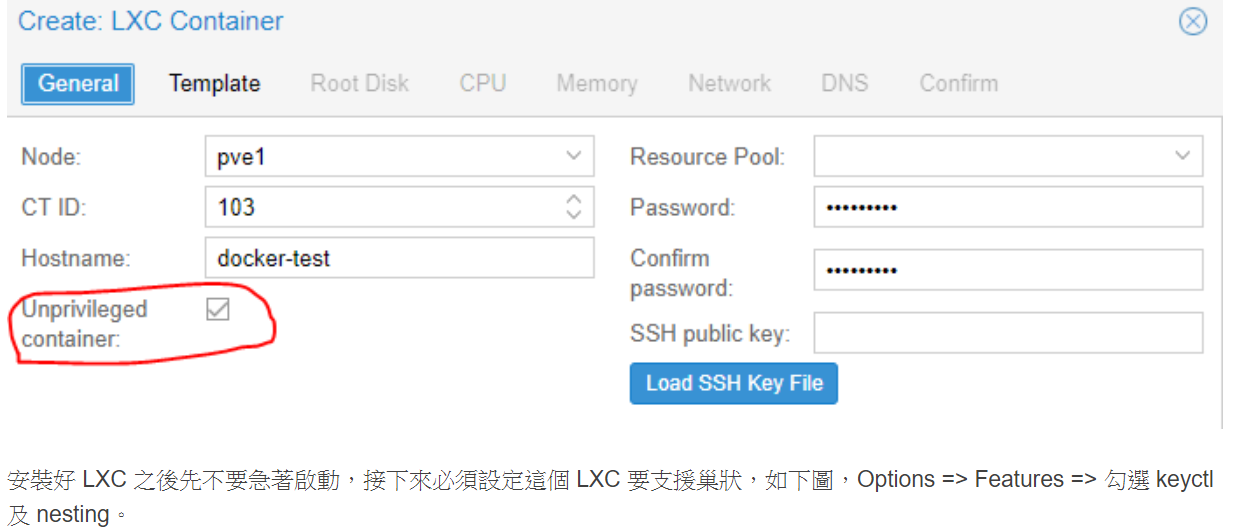 Create: LXC Container
General Template Root Disk CPU Memory Network DNS Confirm
Node: pve1
CT ID: 103
Hostname: docker-test
Unprivileged
container:
Resource Pool:
Password: •••••••••
Confirm
password: •••••••••
SSH public key:
Load SSH Key File
安裝好 LXC 之後先不要急著啟動，接下來必須設定這個 LXC 要支援巢狀，如下圖，Options => Features => 勾選 keyctl
及 nesting。